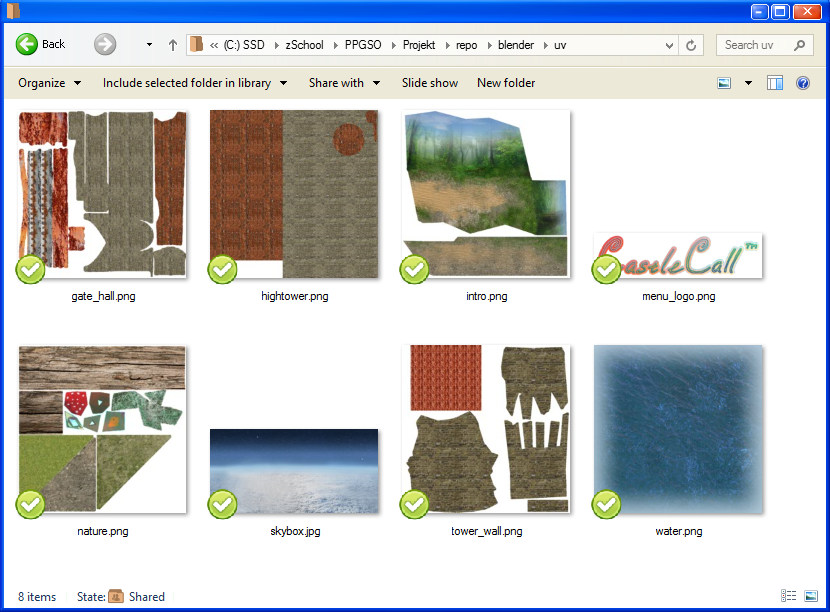 Back
« (C:) SSD zSchool PPGSO Projekt repo blender uv
Search uv
Organize Include selected folder in library Share with Slide show New folder
CastleCall™
gate_hall.png hightower.png intro.png menu_logo.png
nature.png skybox.jpg tower_wall.png water.png
8 items State: Shared